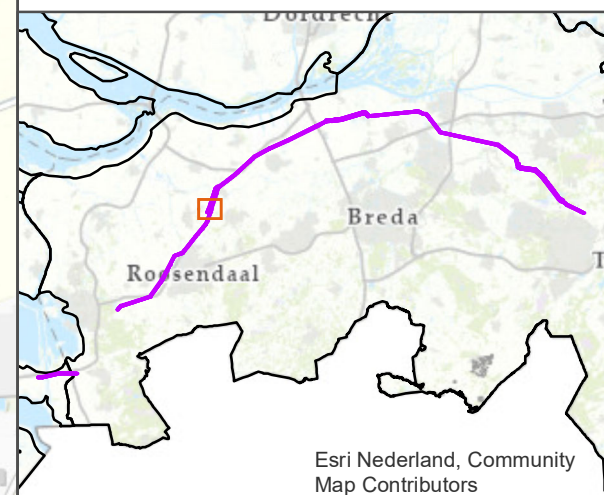 Dordrecht
Breda
Roosendaal
T
Esri Nederland, Community
Map Contributors